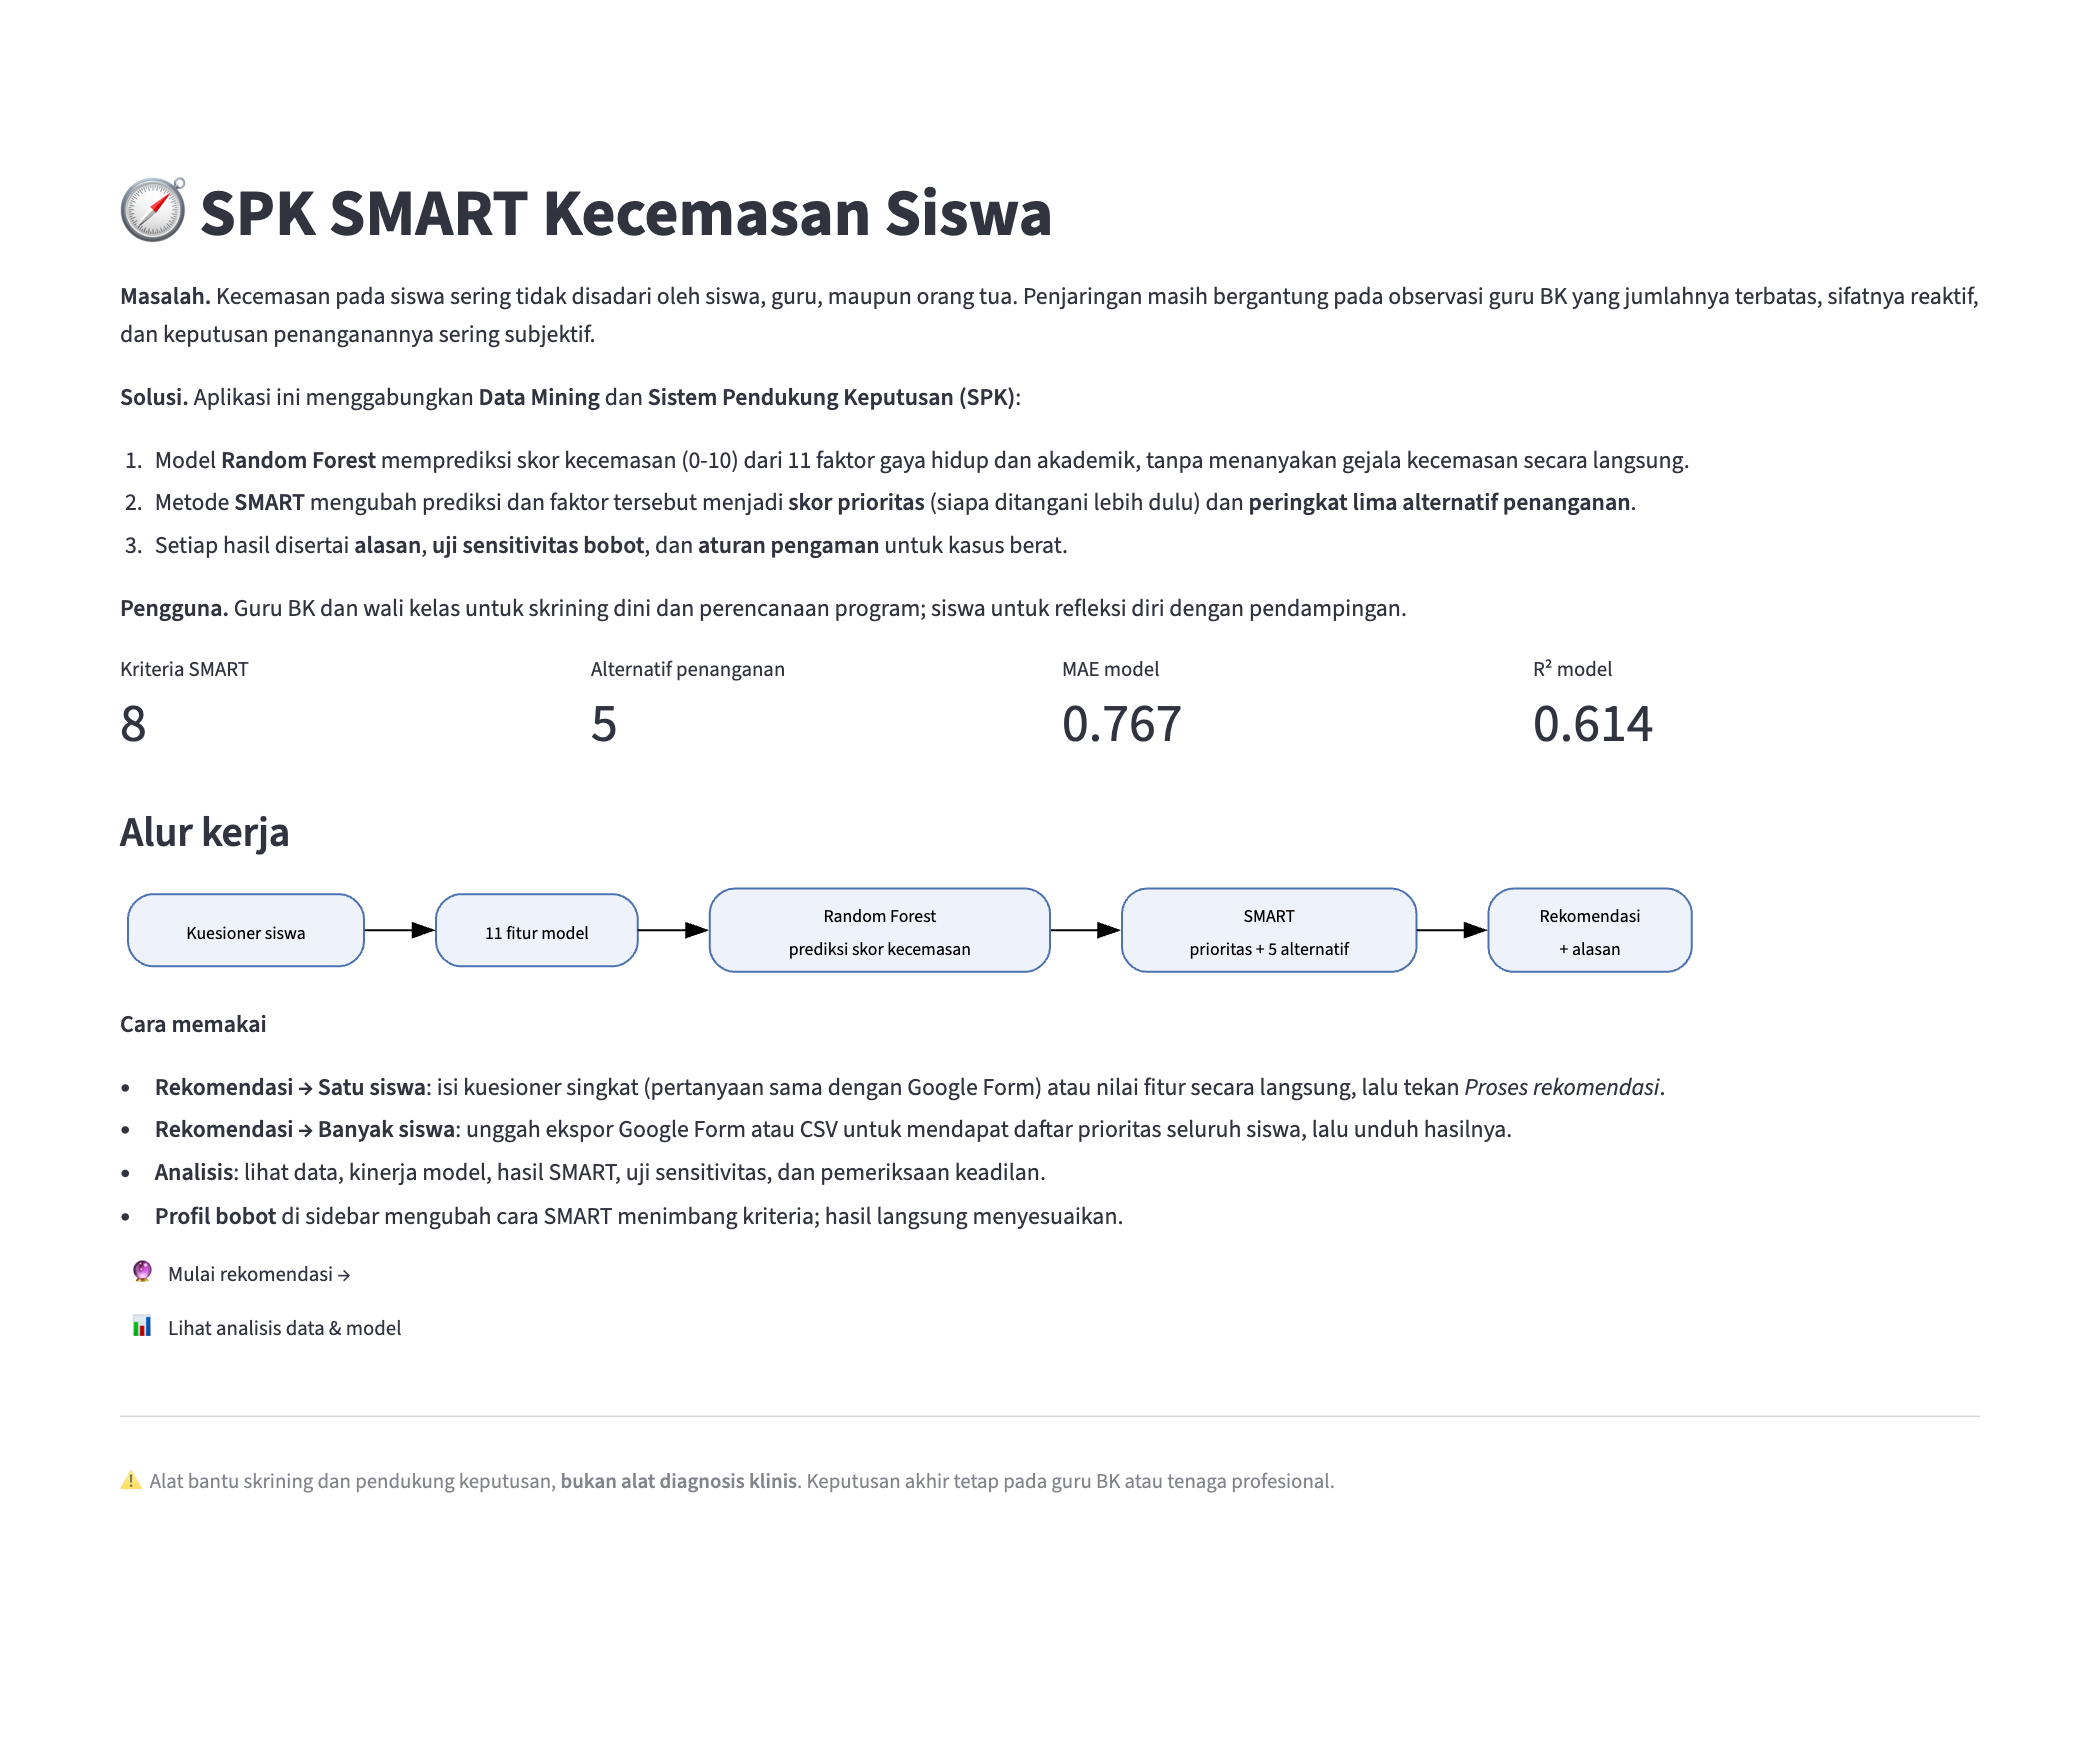 SPK SMART Kecemasan Siswa
Masalah. Kecemasan pada siswa sering tidak disadari oleh siswa, guru, maupun orang tua. Penjaringan masih bergantung pada observasi guru BK yang jumlahnya terbatas, sifatnya reaktif,
dan keputusan penanganannya sering subjektif.
Solusi. Aplikasi ini menggabungkan Data Mining dan Sistem Pendukung Keputusan (SPK):
1. Model Random Forest memprediksi skor kecemasan (0-10) dari 11 faktor gaya hidup dan akademik, tanpa menanyakan gejala kecemasan secara langsung.
2. Metode SMART mengubah prediksi dan faktor tersebut menjadi skor prioritas (siapa ditangani lebih dulu) dan peringkat lima alternatif penanganan.
3. Setiap hasil disertai alasan, uji sensitivitas bobot, dan aturan pengaman untuk kasus berat.
Pengguna. Guru BK dan wali kelas untuk skrining dini dan perencanaan program; siswa untuk refleksi diri dengan pendampingan.
Kriteria SMART
8
Alternatif penanganan
5
MAE model
0.767
R² model
0.614
Alur kerja
Kuesioner siswa
11 fitur model
Random Forest
prediksi skor kecemasan
SMART
prioritas + 5 alternatif
Rekomendasi
+ alasan
Cara memakai
• Rekomendasi → Satu siswa: isi kuesioner singkat (pertanyaan sama dengan Google Form) atau nilai fitur secara langsung, lalu tekan Proses rekomendasi.
• Rekomendasi → Banyak siswa: unggah ekspor Google Form atau CSV untuk mendapat daftar prioritas seluruh siswa, lalu unduh hasilnya.
• Analisis: lihat data, kinerja model, hasil SMART, uji sensitivitas, dan pemeriksaan keadilan.
• Profil bobot di sidebar mengubah cara SMART menimbang kriteria; hasil langsung menyesuaikan.
Mulai rekomendasi →
Lihat analisis data & model
Alat bantu skrining dan pendukung keputusan, bukan alat diagnosis klinis. Keputusan akhir tetap pada guru BK atau tenaga profesional.